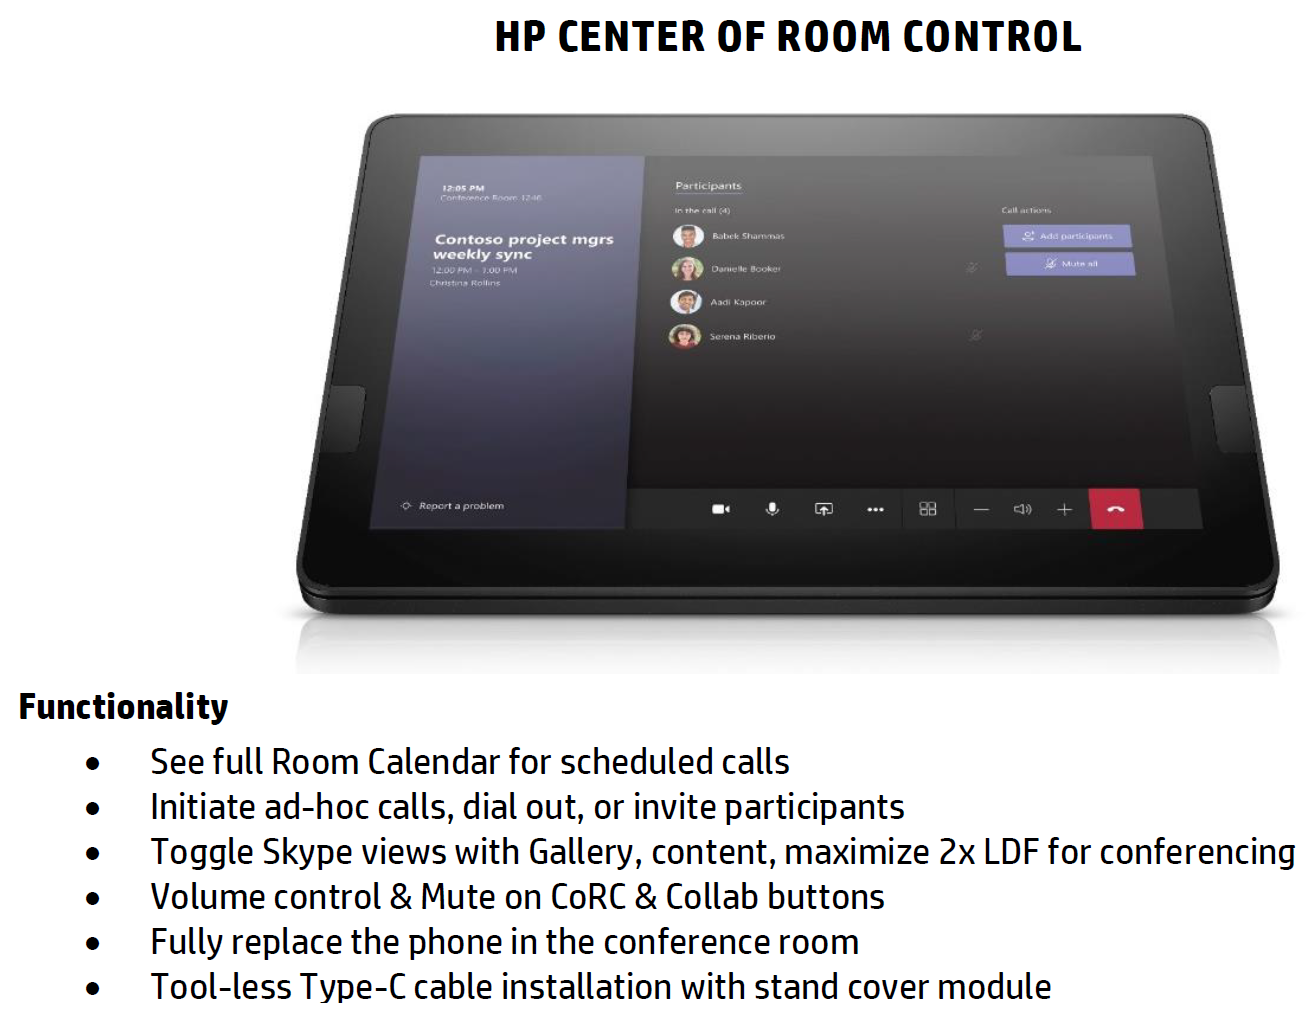 HP CENTER OF ROOM CONTROL
12:05 PM
Conference Room 1246
Contoso project mgrs
weekly sync
12:00 PM - 1:00 PM
Christina Rollins
Report a problem
Participants
In the call (4)
Babek Shammas
Danielle Booker
Aadi Kapoor
Serena Riberio
Call actions
Add participants
Mute all
Functionality
• See full Room Calendar for scheduled calls
• Initiate ad-hoc calls, dial out, or invite participants
• Toggle Skype views with Gallery, content, maximize 2x LDF for conferencing
• Volume control & Mute on CoRC & Collab buttons
• Fully replace the phone in the conference room
• Tool-less Type-C cable installation with stand cover module